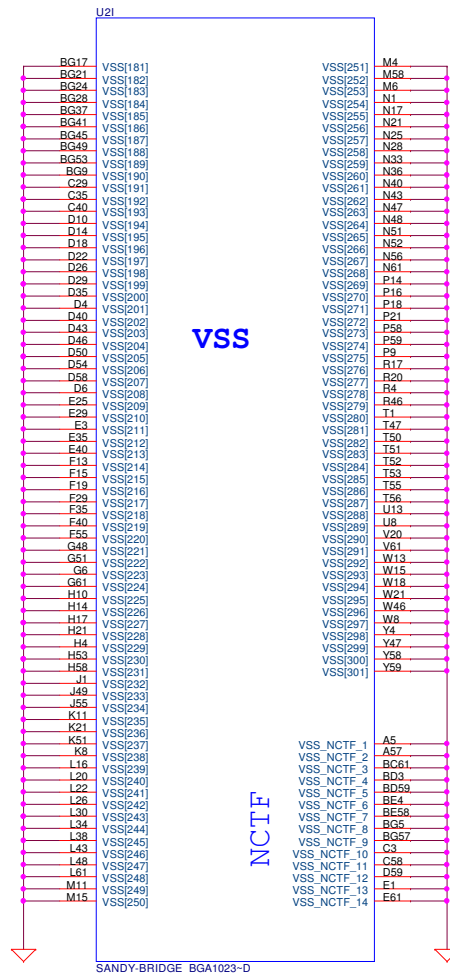 U2I
BG17 VSS[181] VSS[251] M4
BG21 VSS[182] VSS[252] M58
BG24 VSS[183] VSS[253] M6
BG28 VSS[184] VSS[254] N1
BG37 VSS[185] VSS[255] N17
BG41 VSS[186] VSS[256] N21
BG45 VSS[187] VSS[257] N25
BG49 VSS[188] VSS[258] N28
BG53 VSS[189] VSS[259] N33
BG9 VSS[190] VSS[260] N36
C29 VSS[191] VSS[261] N40
C35 VSS[192] VSS[262] N43
C40 VSS[193] VSS[263] N47
D10 VSS[194] VSS[264] N48
D14 VSS[195] VSS[265] N51
D18 VSS[196] VSS[266] N52
D22 VSS[197] VSS[267] N56
D26 VSS[198] VSS[268] N61
D29 VSS[199] VSS[269] P14
D35 VSS[200] VSS[270] P16
D4 VSS[201] VSS[271] P18
D40 VSS[202] VSS[272] P21
D43 VSS[203] VSS[273] P58
D46 VSS[204] VSS[274] P59
D50 VSS[205] VSS[275] P9
D54 VSS[206] VSS[276] R17
D58 VSS[207] VSS[277] R20
D6 VSS[208] VSS[278] R4
E25 VSS[209] VSS[279] R46
E29 VSS[210] VSS[280] T1
E3 VSS[211] VSS[281] T47
E35 VSS[212] VSS[282] T50
E40 VSS[213] VSS[283] T51
F13 VSS[214] VSS[284] T52
F15 VSS[215] VSS[285] T53
F19 VSS[216] VSS[286] T55
F29 VSS[217] VSS[287] T56
F35 VSS[218] VSS[288] U13
F40 VSS[219] VSS[289] U8
F55 VSS[220] VSS[290] V20
G48 VSS[221] VSS[291] V61
G51 VSS[222] VSS[292] W13
G6 VSS[223] VSS[293] W15
G61 VSS[224] VSS[294] W18
H10 VSS[225] VSS[295] W21
H14 VSS[226] VSS[296] W46
H17 VSS[227] VSS[297] W8
H21 VSS[228] VSS[298] Y4
H4 VSS[229] VSS[299] Y47
H53 VSS[230] VSS[300] Y58
H58 VSS[231] VSS[301] Y59
J1 VSS[232]
J49 VSS[233]
J55 VSS[234]
K11 VSS[235]
K21 VSS[236]
K51 VSS[237] VSS_NCTF_1 A5
K8 VSS[238] VSS_NCTF_2 A57
L16 VSS[239] VSS_NCTF_3 BC61
L20 VSS[240] VSS_NCTF_4 BD3
L22 VSS[241] VSS_NCTF_5 BD59
L26 VSS[242] VSS_NCTF_6 BE4
L30 VSS[243] VSS_NCTF_7 BE58
L34 VSS[244] VSS_NCTF_8 BG5
L38 VSS[245] VSS_NCTF_9 BG57
L43 VSS[246] VSS_NCTF_10 C3
L48 VSS[247] VSS_NCTF_11 C58
L61 VSS[248] VSS_NCTF_12 D59
M11 VSS[249] VSS_NCTF_13 E1
M15 VSS[250] VSS_NCTF_14 E61
VSS
NCTF
SANDY-BRIDGE_BGA1023~D